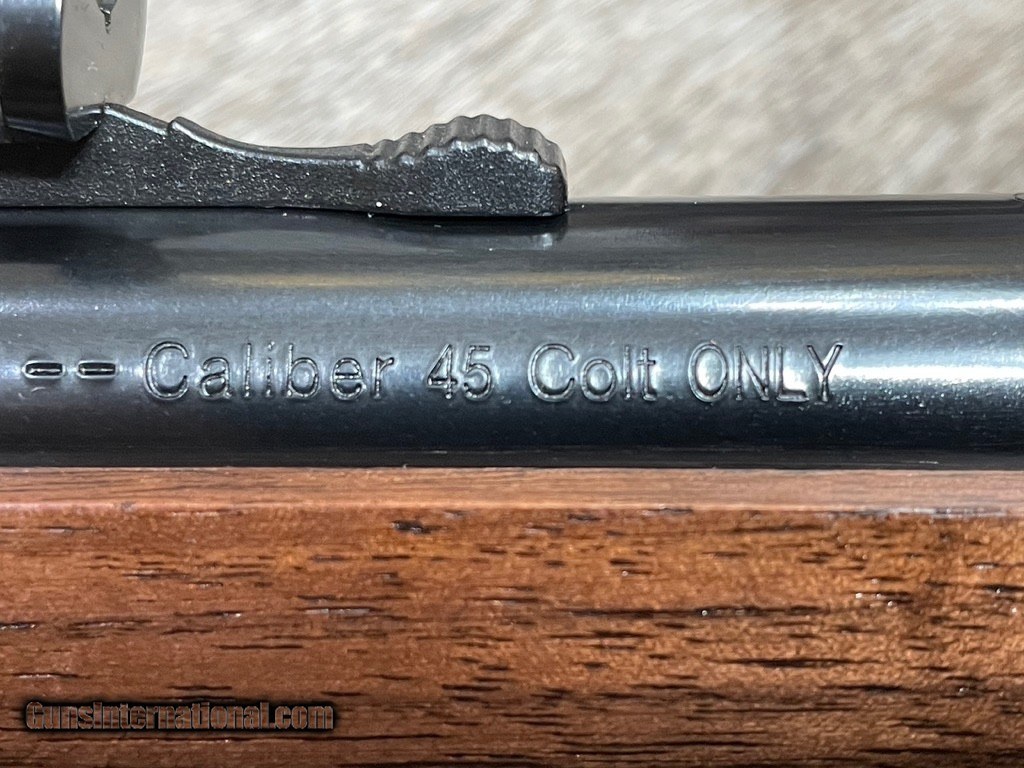 -- Caliber 45 Colt ONLY
GunsInternational.com